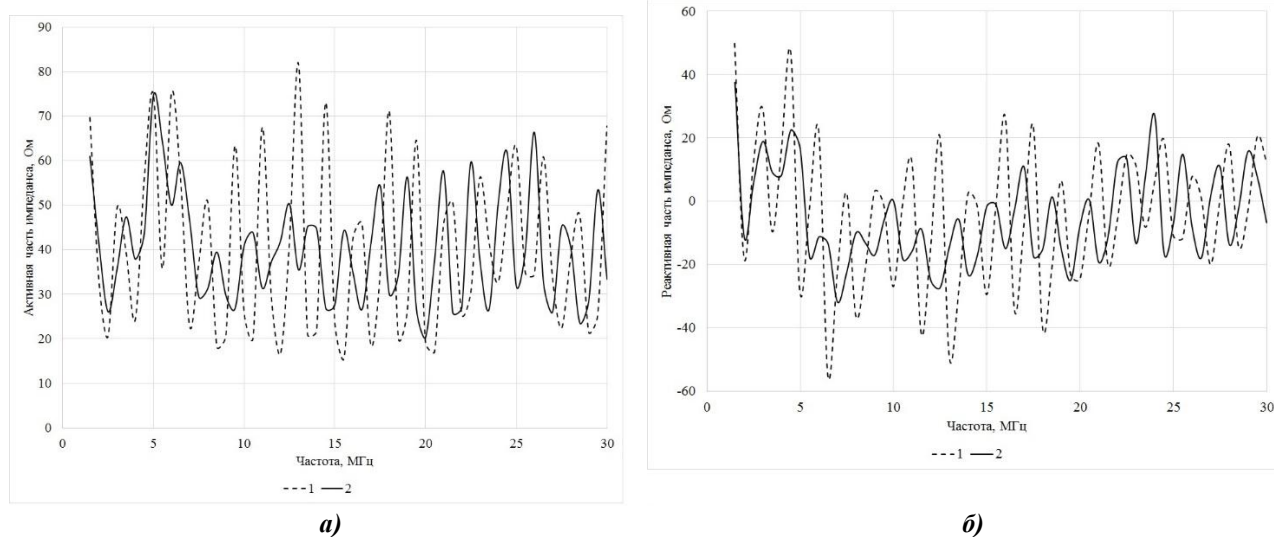 90
80
70
60
50
40
30
20
10
0
Активная часть импеданса, Ом
0 5 10 15 20 25 30
Частота, МГц
1 2
а)
60
40
20
0
-20
-40
-60
Реактивная часть импеданса, Ом
0 5 10 15 20 25 30
Частота, МГц
1 2
б)